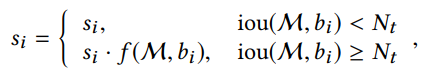 s_i = { s_i, iou(ℳ, b_i) < N_t
s_i · f(ℳ, b_i), iou(ℳ, b_i) ≥ N_t ,